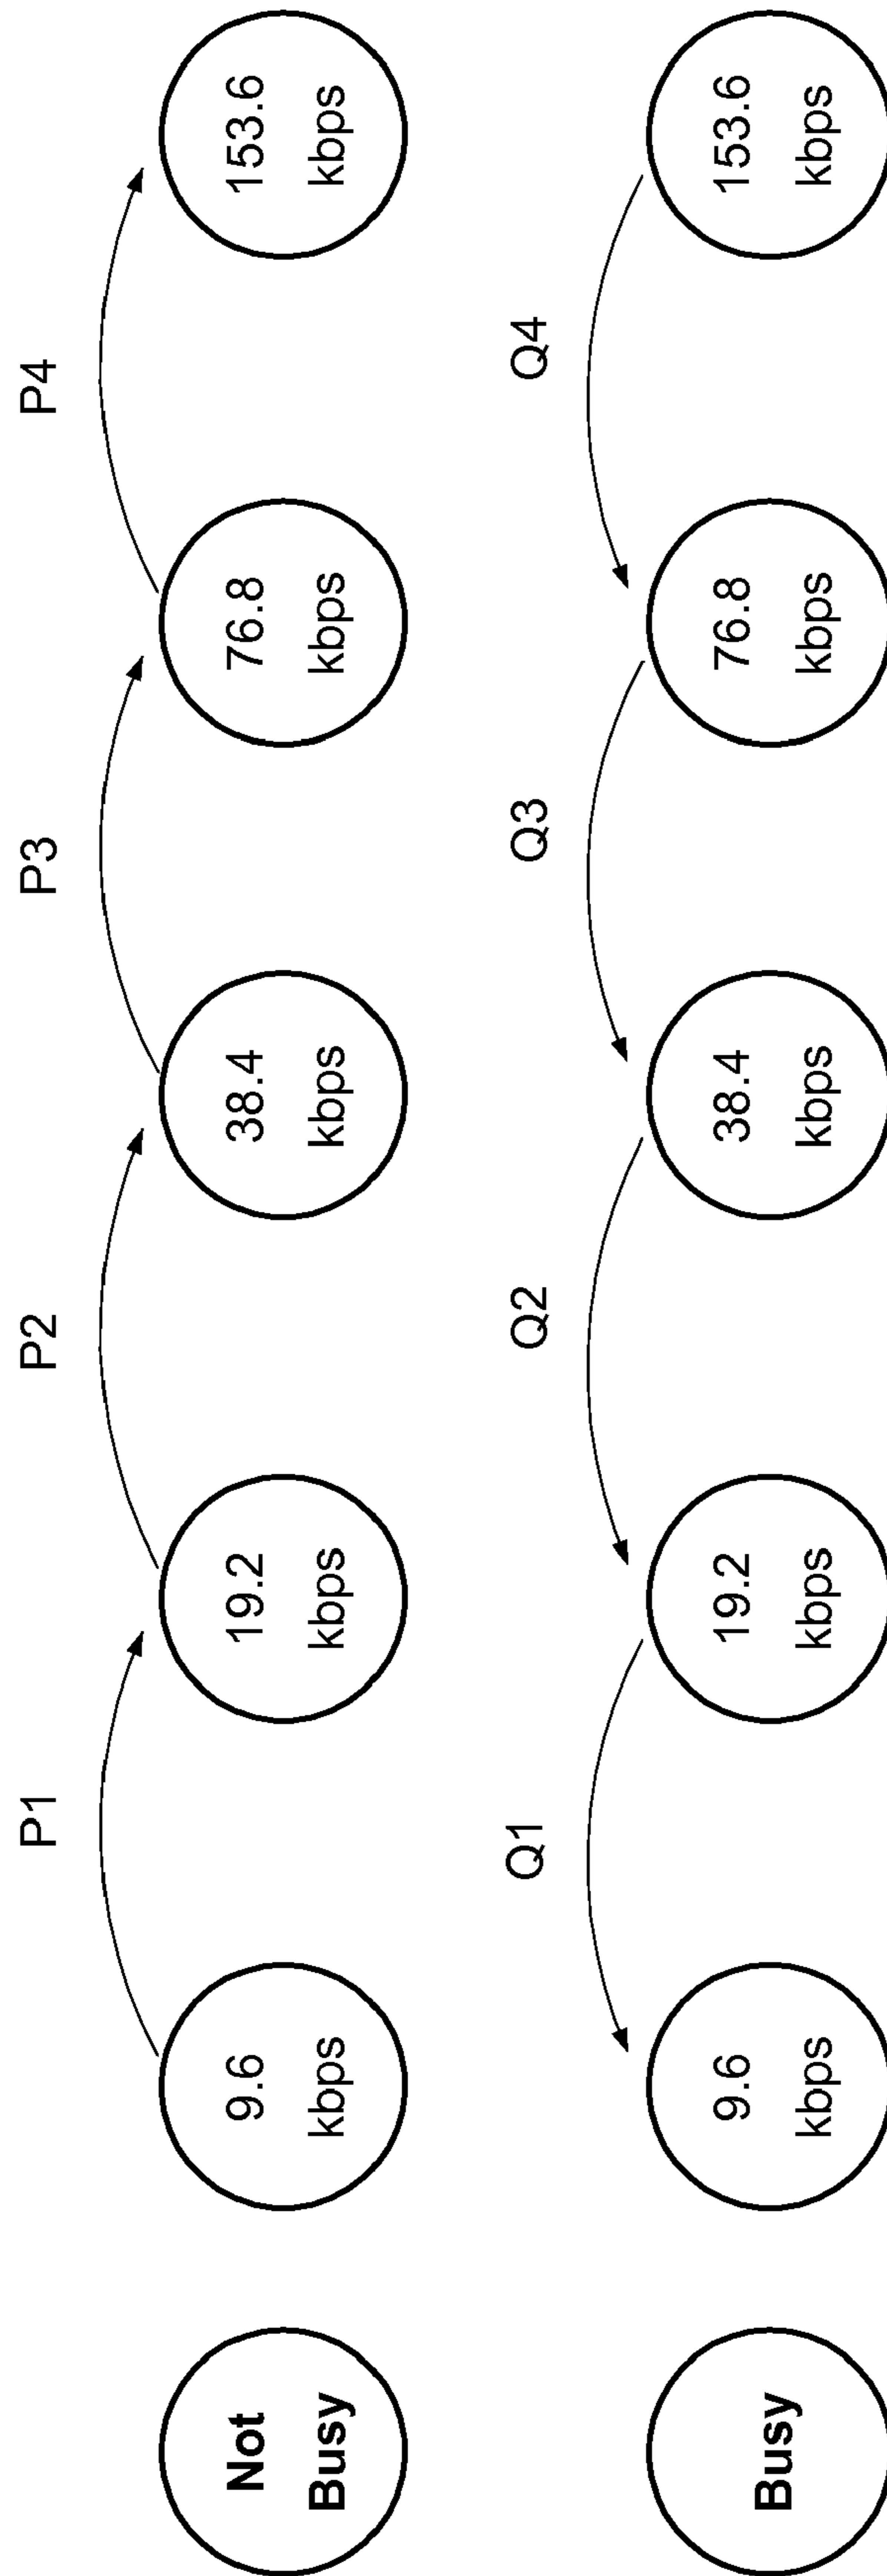 P1
P2
P3
P4
Not
Busy
9.6
kbps
19.2
kbps
38.4
kbps
76.8
kbps
153.6
kbps
Q1
Q2
Q3
Q4
Busy
9.6
kbps
19.2
kbps
38.4
kbps
76.8
kbps
153.6
kbps